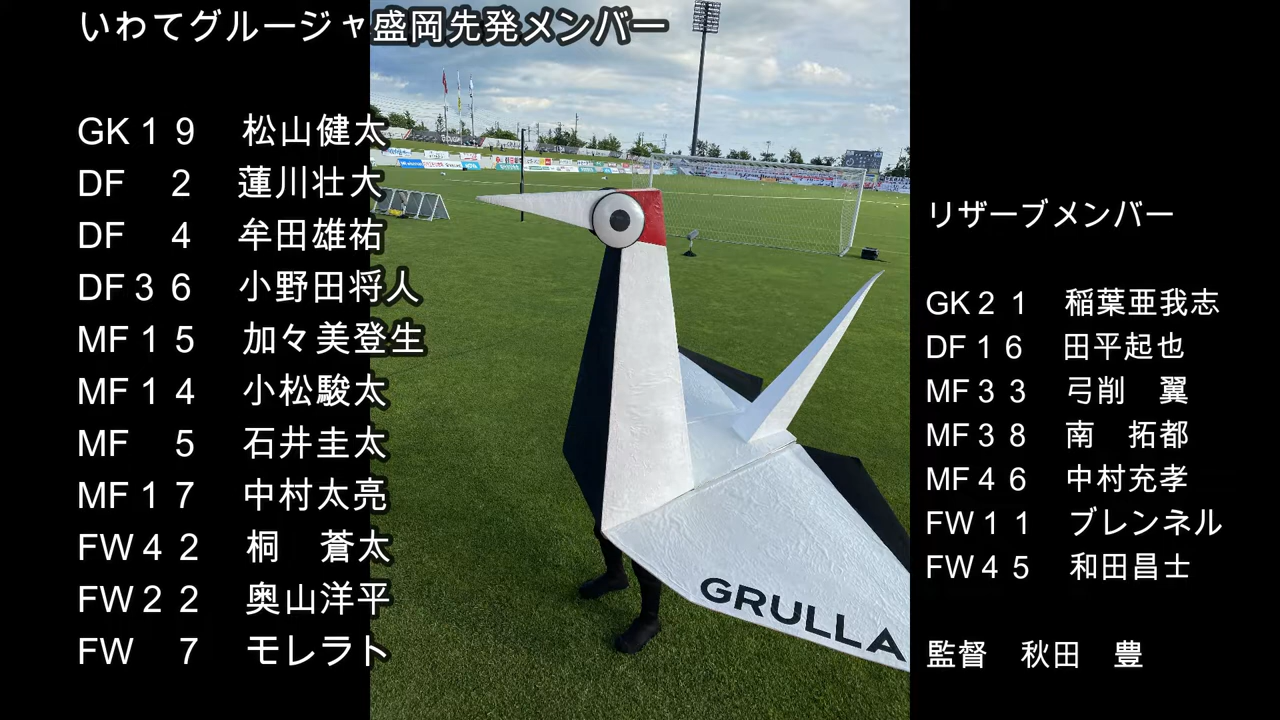 いわてグルージャ盛岡先発メンバー
GK19 松山健太
DF 2 蓮川壮大
DF 4 牟田雄祐
DF36 小野田将人
MF15 加々美登生
MF14 小松駿太
MF 5 石井圭太
MF17 中村太亮
FW42 桐 蒼太
FW22 奥山洋平
FW 7 モレラト
GRULLA
リザーブメンバー
GK21 稲葉亜我志
DF16 田平起也
MF33 弓削 翼
MF38 南 拓都
MF46 中村充孝
FW11 ブレンネル
FW45 和田昌士
監督 秋田 豊